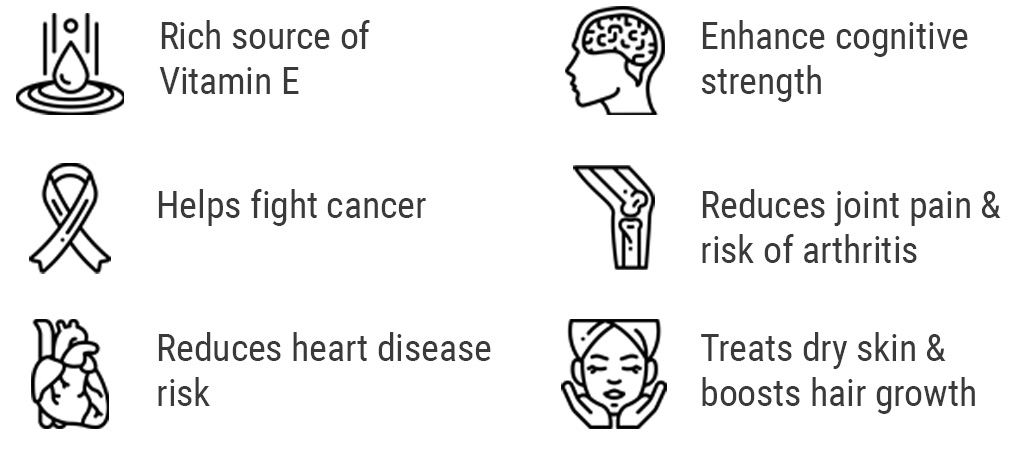 Rich source of
Vitamin E
Enhance cognitive
strength
Helps fight cancer
Reduces joint pain &
risk of arthritis
Reduces heart disease
risk
Treats dry skin &
boosts hair growth